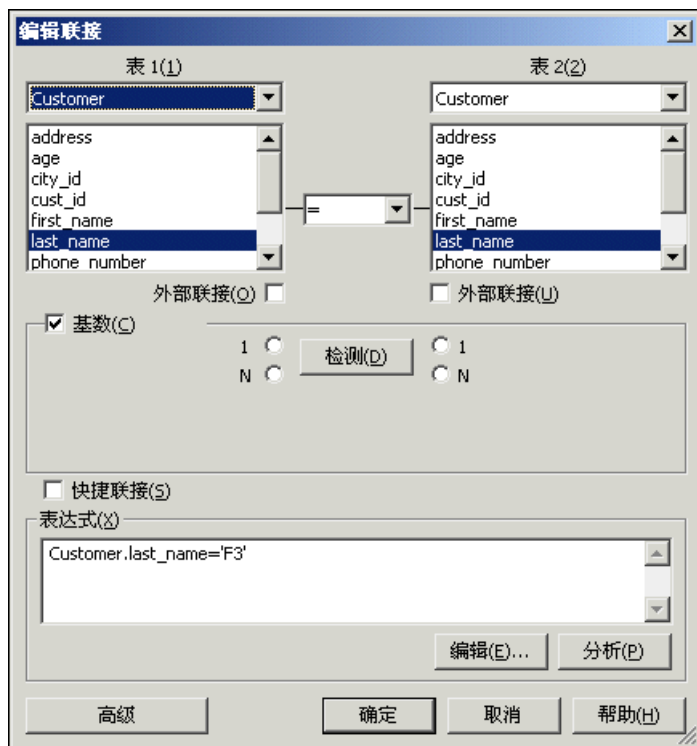 编辑联接
表 1(1) 表 2(2)
Customer Customer
address address
age age
city_id city_id
cust_id cust_id
first_name = first_name
last_name last_name
phone_number phone_number
外部联接(O) 外部联接(U)
基数(C)
1 检测(D) 1
N N
快捷联接(S)
表达式(X)
Customer.last_name='F3'
编辑(E)... 分析(P)
高级 确定 取消 帮助(H)